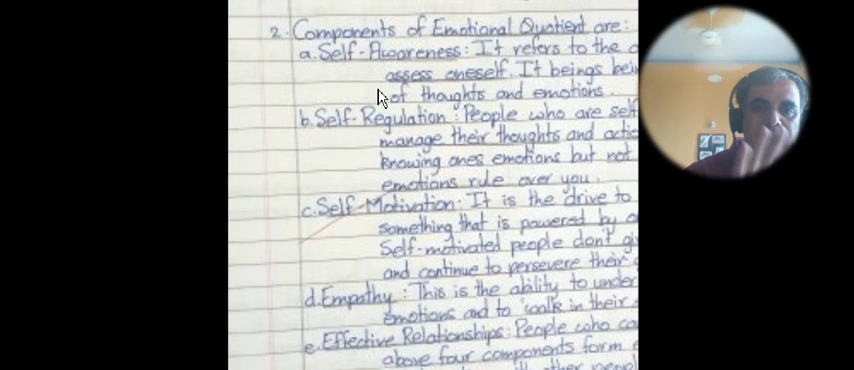 2. Components of Emotional Quotient are:
a. Self-Awareness: It refers to the
assess oneself. It beings
of thoughts and emotions.
b. Self-Regulation: People who are self
manage their thoughts and
knowing ones emotions but not
emotions rule over you.
c. Self-Motivation: It is the drive to
something that is powered by
Self-motivated people don't
and continue to persevere their
d. Empathy: This is the ability to under
emotions and to walk in their
e. Effective Relationships: People who
above four components form
other